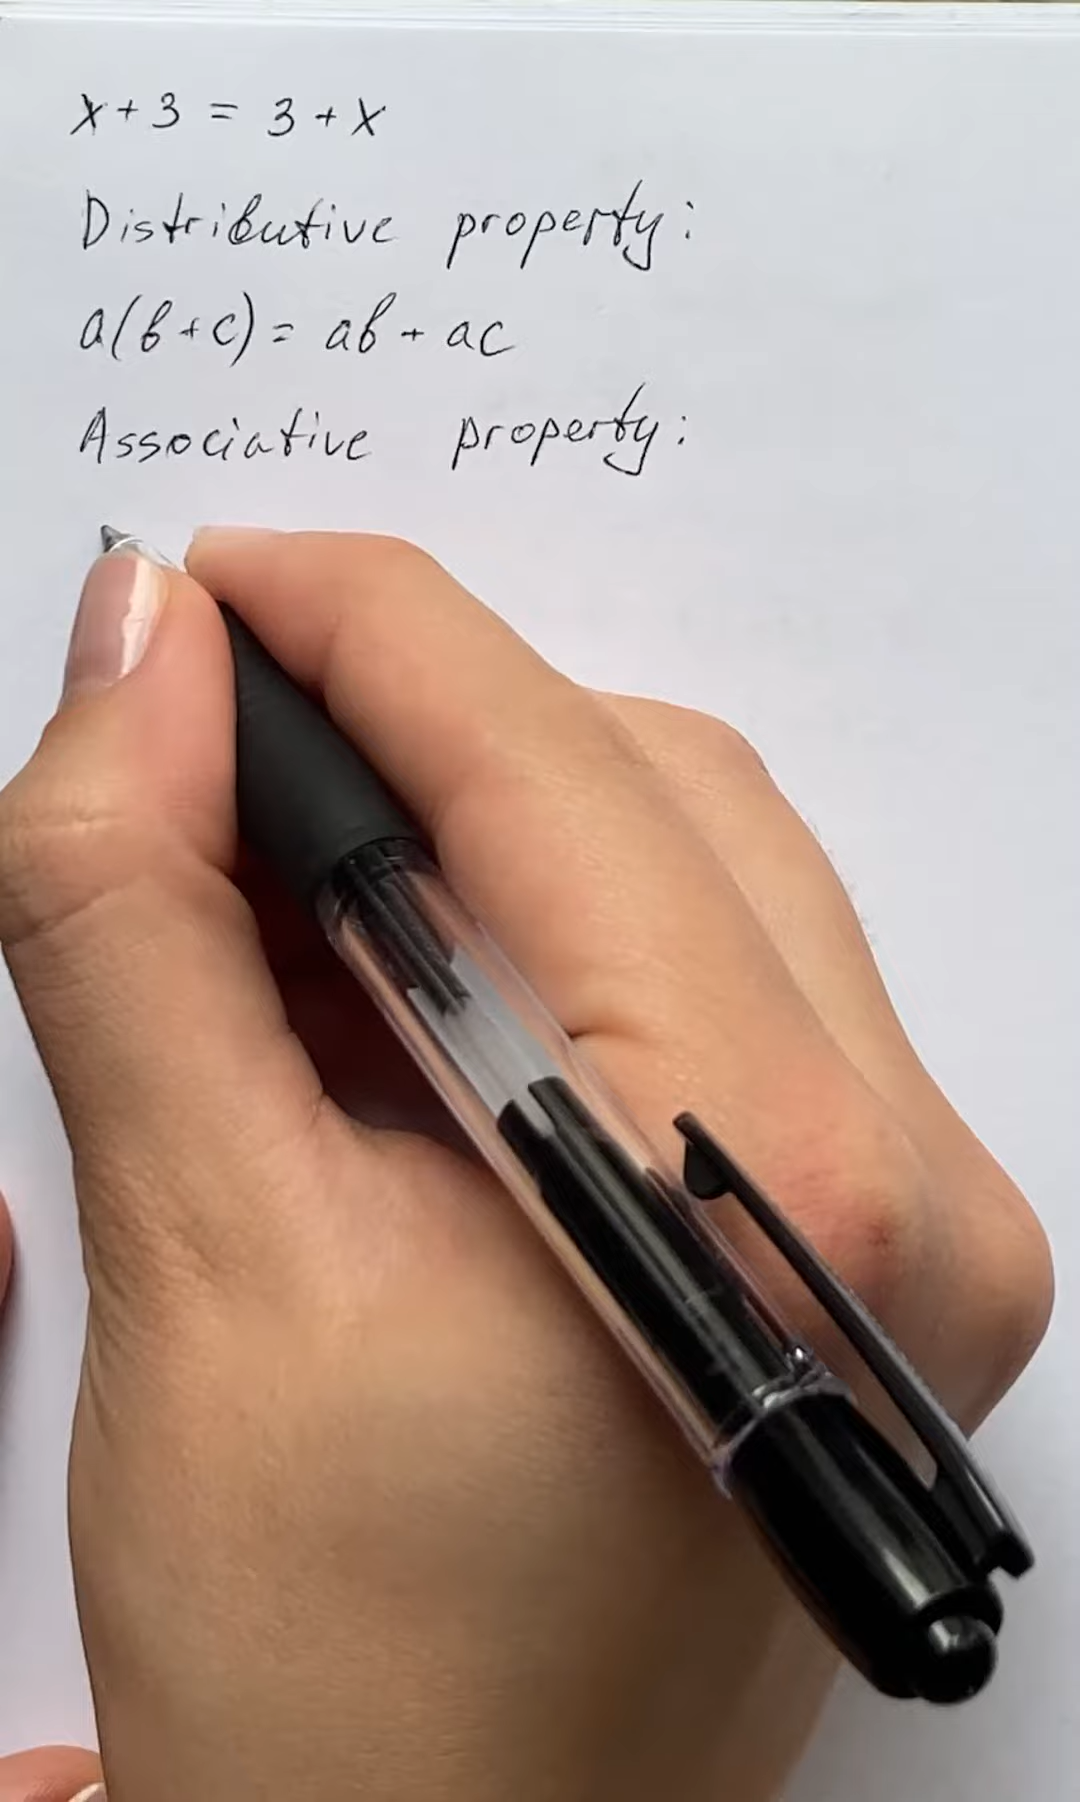 x + 3 = 3 + x
Distributive property:
a(b + c) = ab + ac
Associative property: